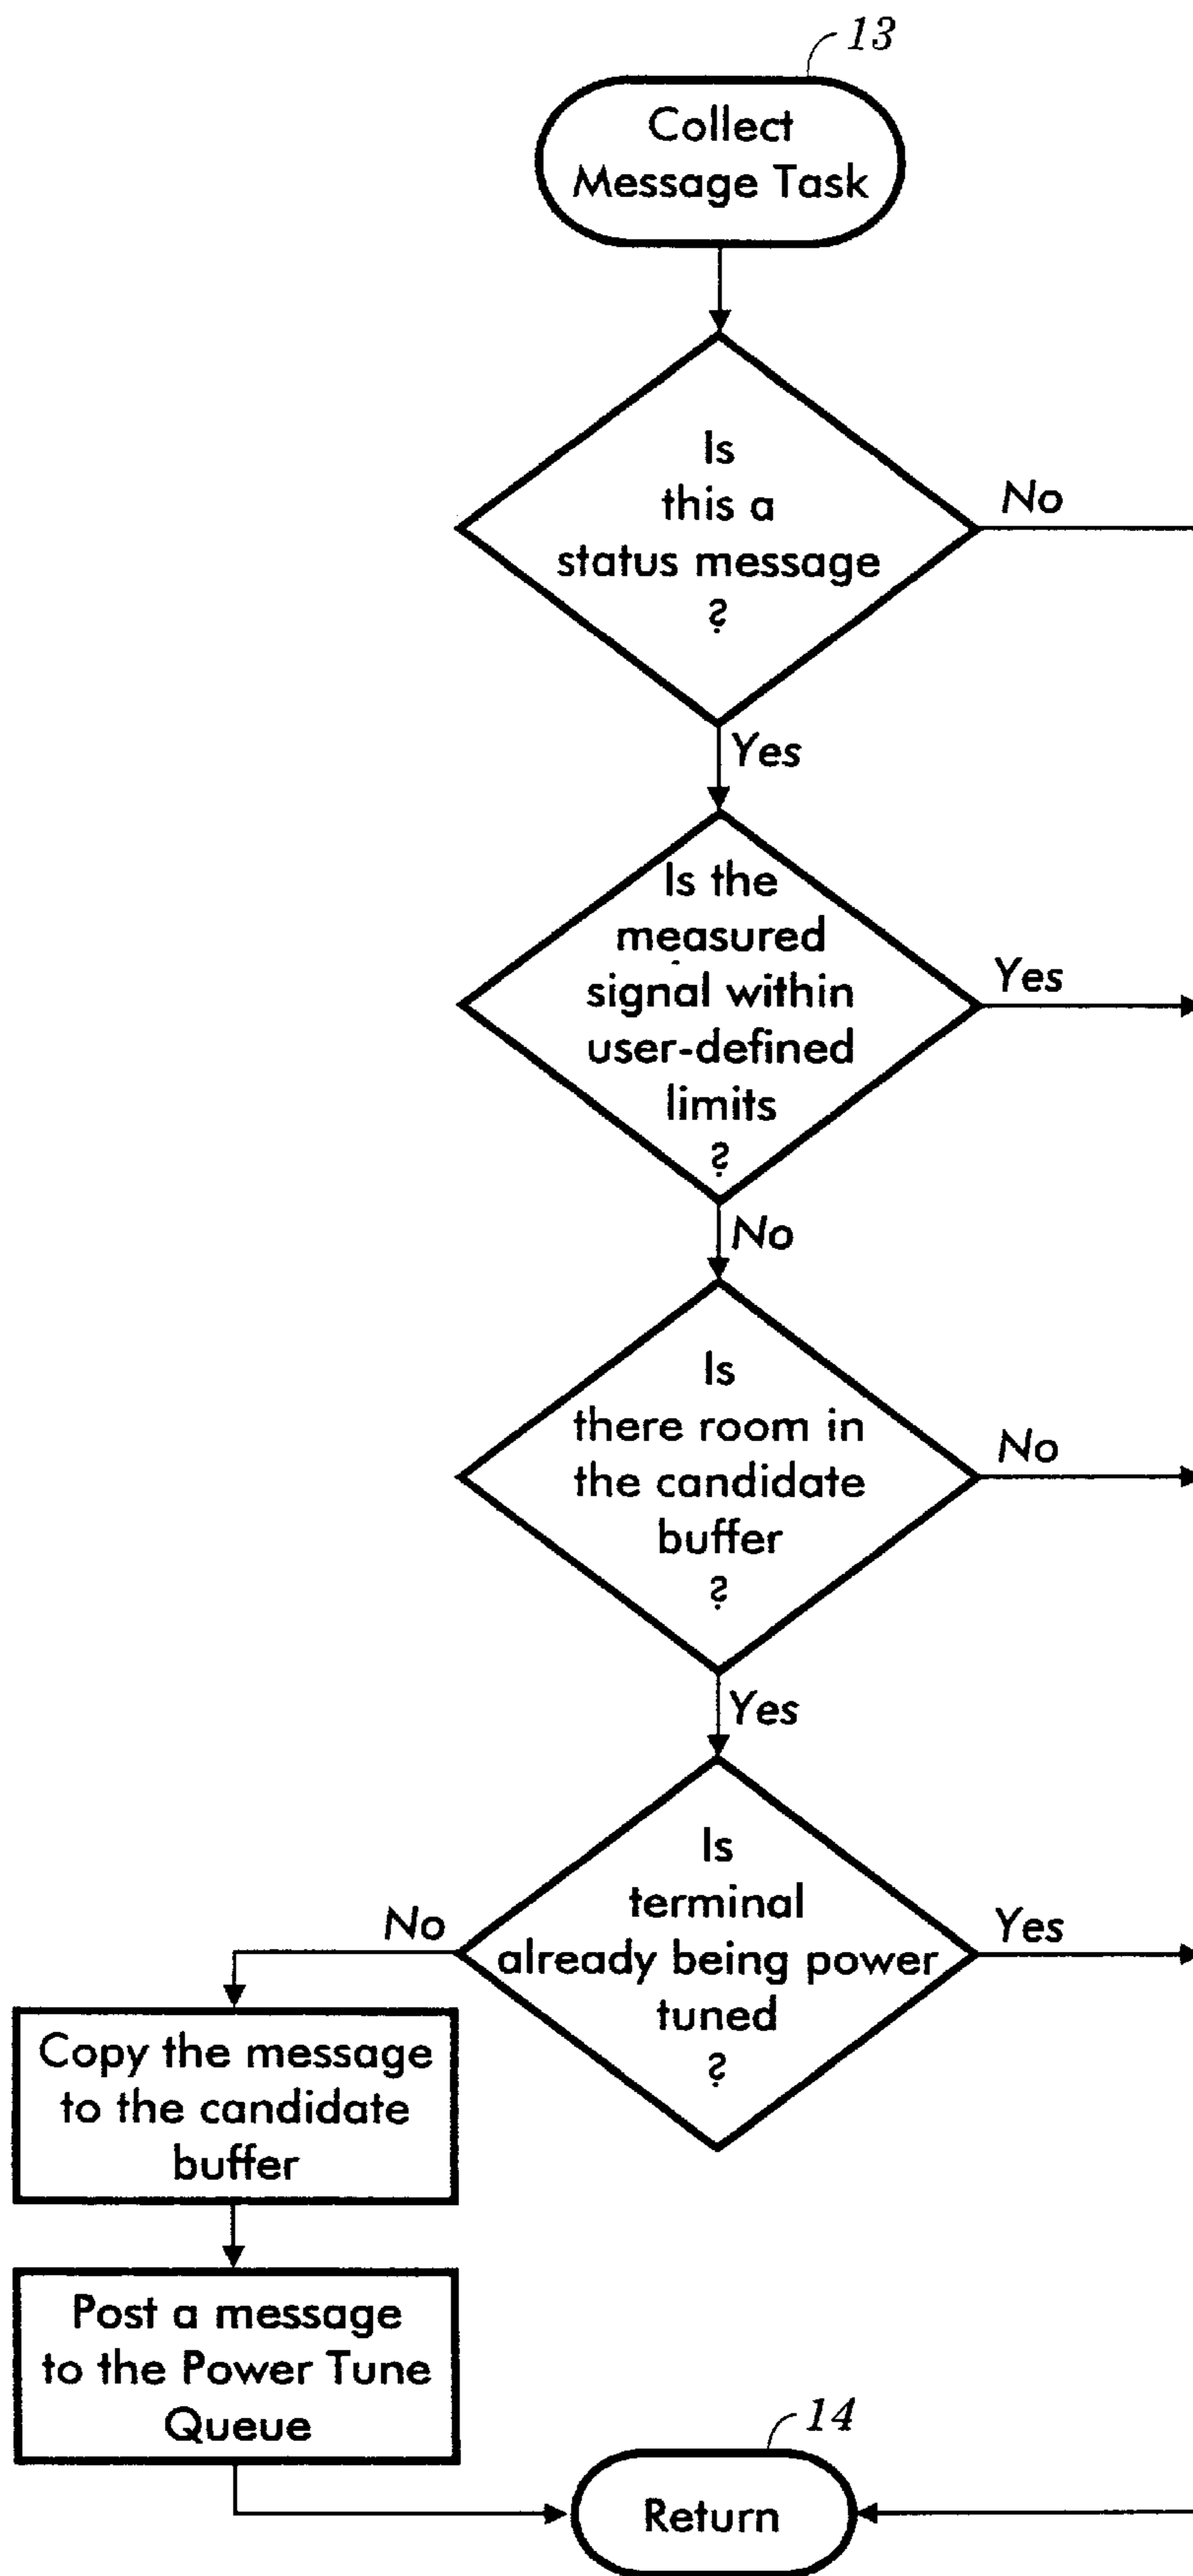 13
Collect
Message Task
Is
this a
status message
?
No
Yes
Is the
measured
signal within
user-defined
limits
?
Yes
No
Is
there room in
the candidate
buffer
?
No
Yes
Is
terminal
already being power
tuned
?
No
Yes
Copy the message
to the candidate
buffer
Post a message
to the Power Tune
Queue
14
Return